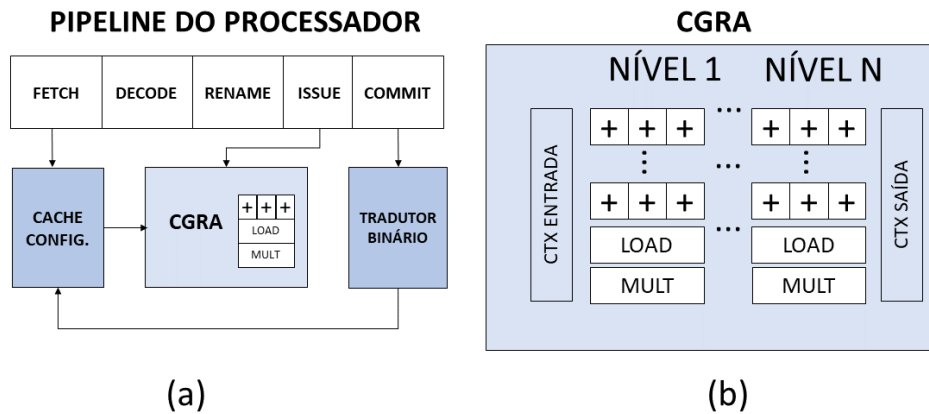 PIPELINE DO PROCESSADOR
FETCH DECODE RENAME ISSUE COMMIT
CACHE
CONFIG.
CGRA
+ + +
LOAD
MULT
TRADUTOR
BINÁRIO
(a)
CGRA
NÍVEL 1 NÍVEL N
CTX ENTRADA
+ + + ... + + +
⋮ ... ⋮
+ + + ... + + +
LOAD LOAD
MULT MULT
CTX SAÍDA
(b)